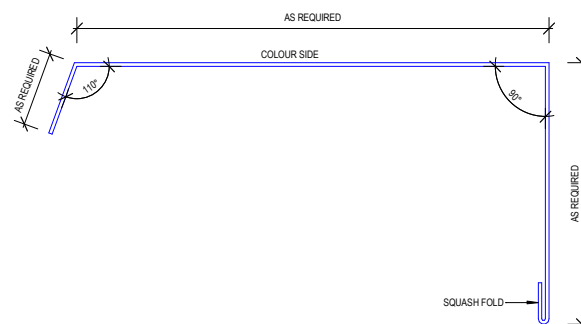 AS REQUIRED
COLOUR SIDE
AS REQUIRED
110°
90°
AS REQUIRED
SQUASH FOLD